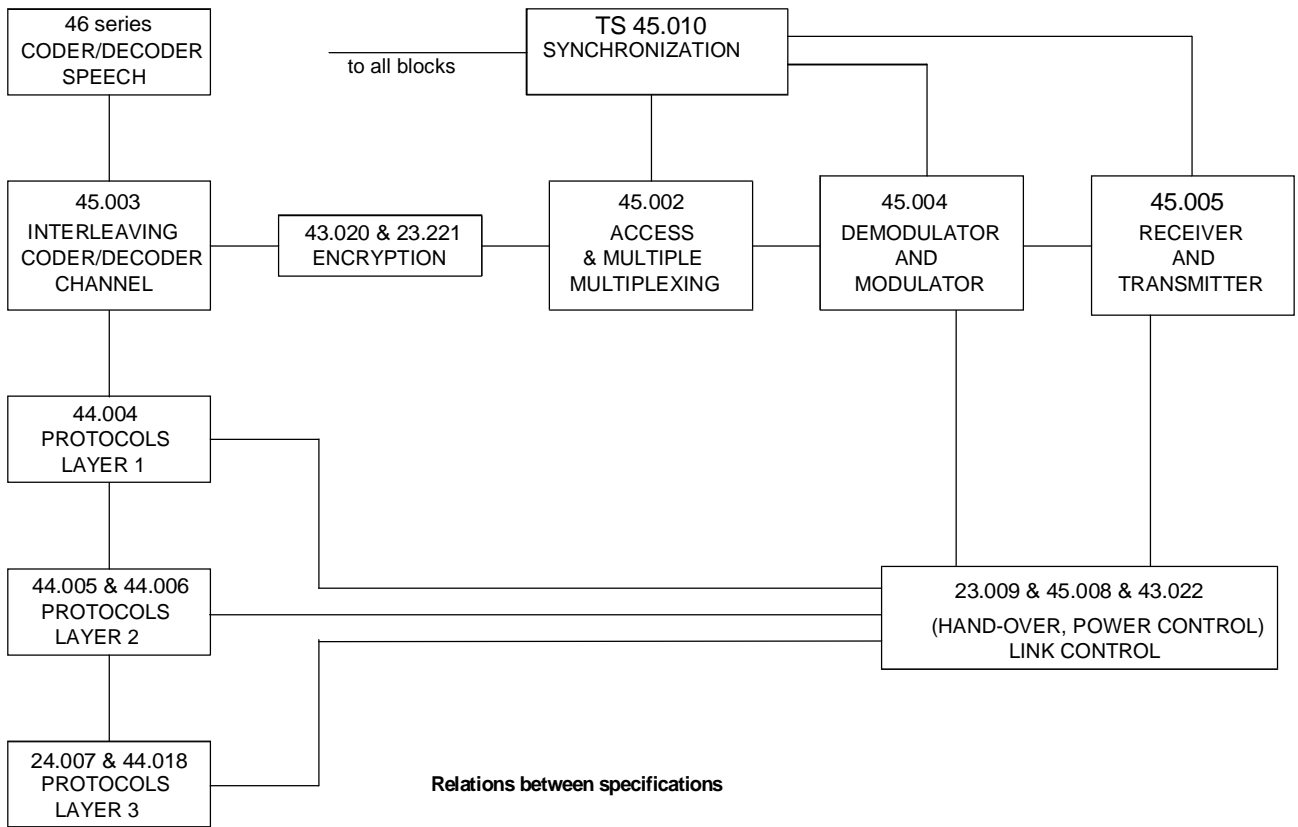 46 series
CODER/DECODER
SPEECH
TS 45.010
SYNCHRONIZATION
to all blocks
45.003
INTERLEAVING
CODER/DECODER
CHANNEL
43.020 & 23.221
ENCRYPTION
45.002
ACCESS
& MULTIPLE
MULTIPLEXING
45.004
DEMODULATOR
AND
MODULATOR
45.005
RECEIVER
AND
TRANSMITTER
44.004
PROTOCOLS
LAYER 1
44.005 & 44.006
PROTOCOLS
LAYER 2
23.009 & 45.008 & 43.022
(HAND-OVER, POWER CONTROL)
LINK CONTROL
24.007 & 44.018
PROTOCOLS
LAYER 3
Relations between specifications